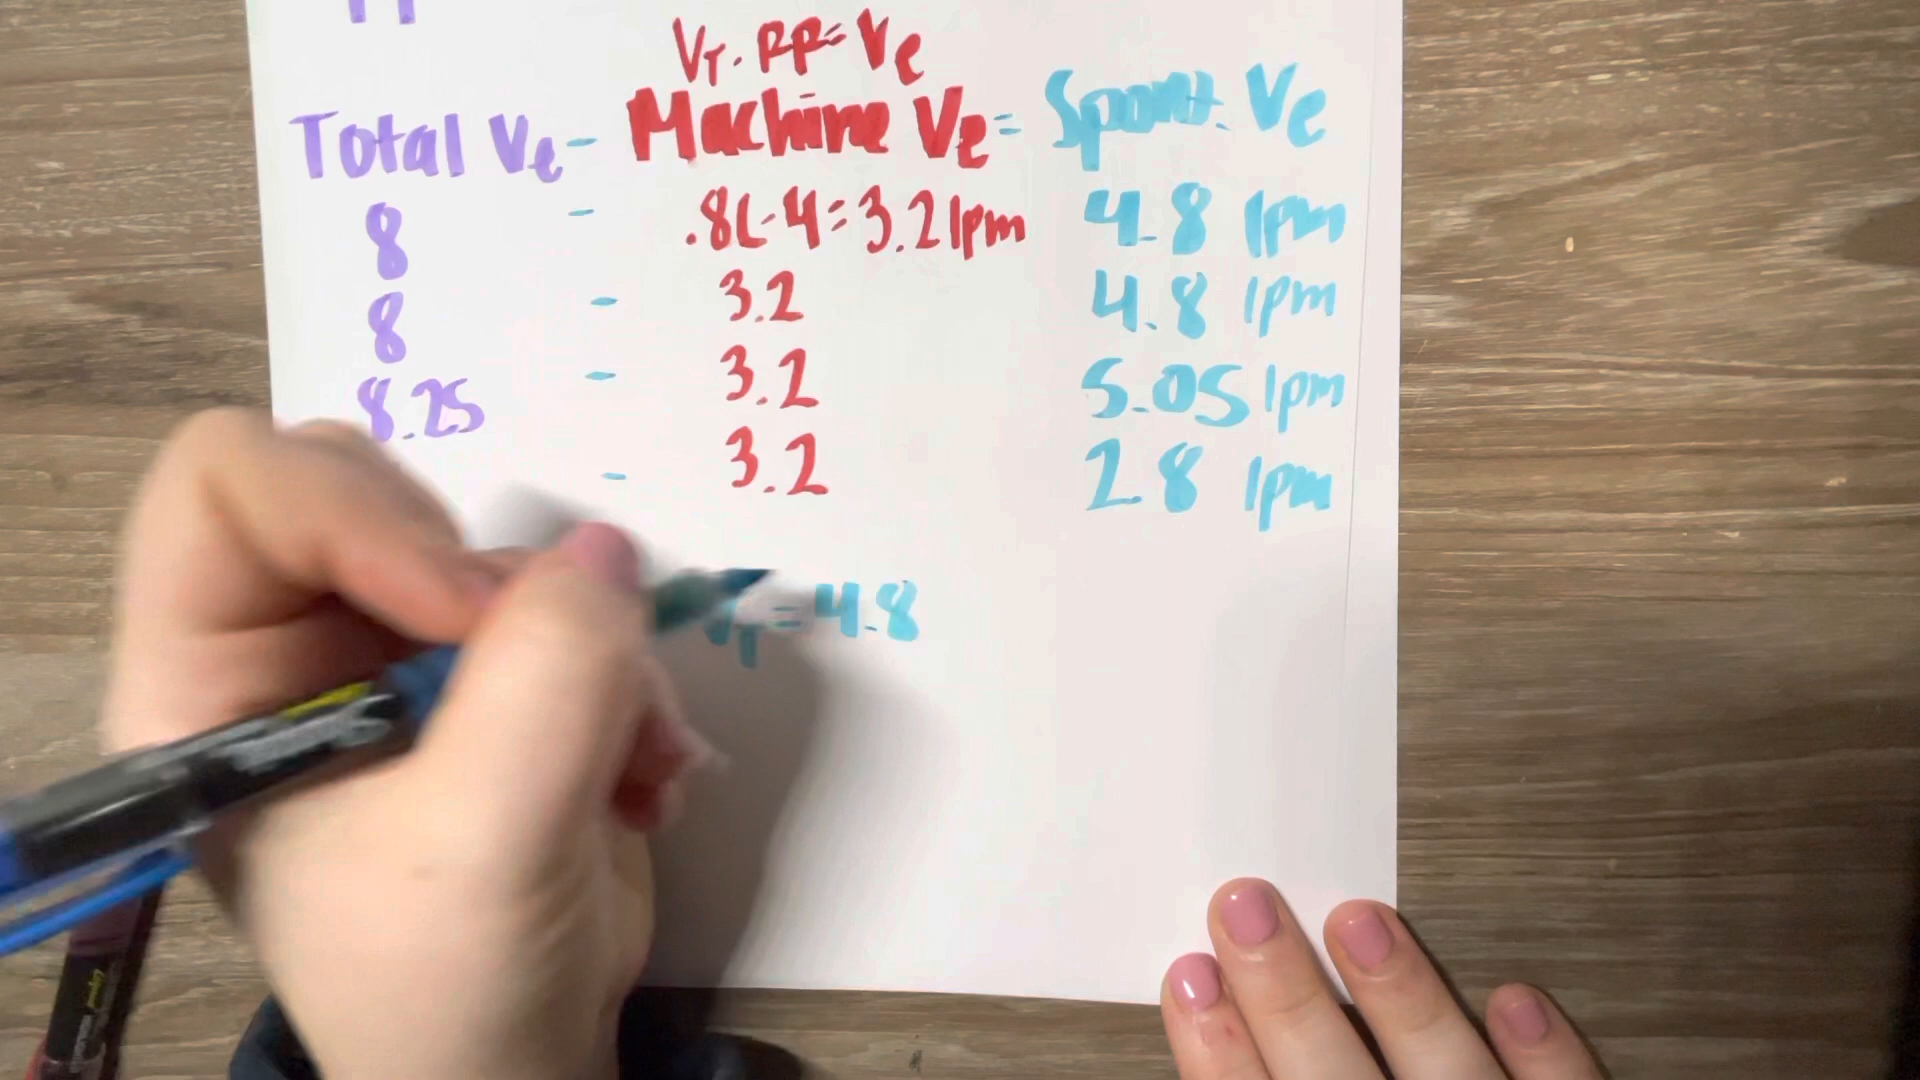 VT · RR = Ve
Total Ve - Machine Ve = Spont. Ve
8 - .8L · 4 = 3.2 lpm 4.8 lpm
8 - 3.2 4.8 lpm
8.25 - 3.2 5.05 lpm
- 3.2 2.8 lpm
VT = 4.8